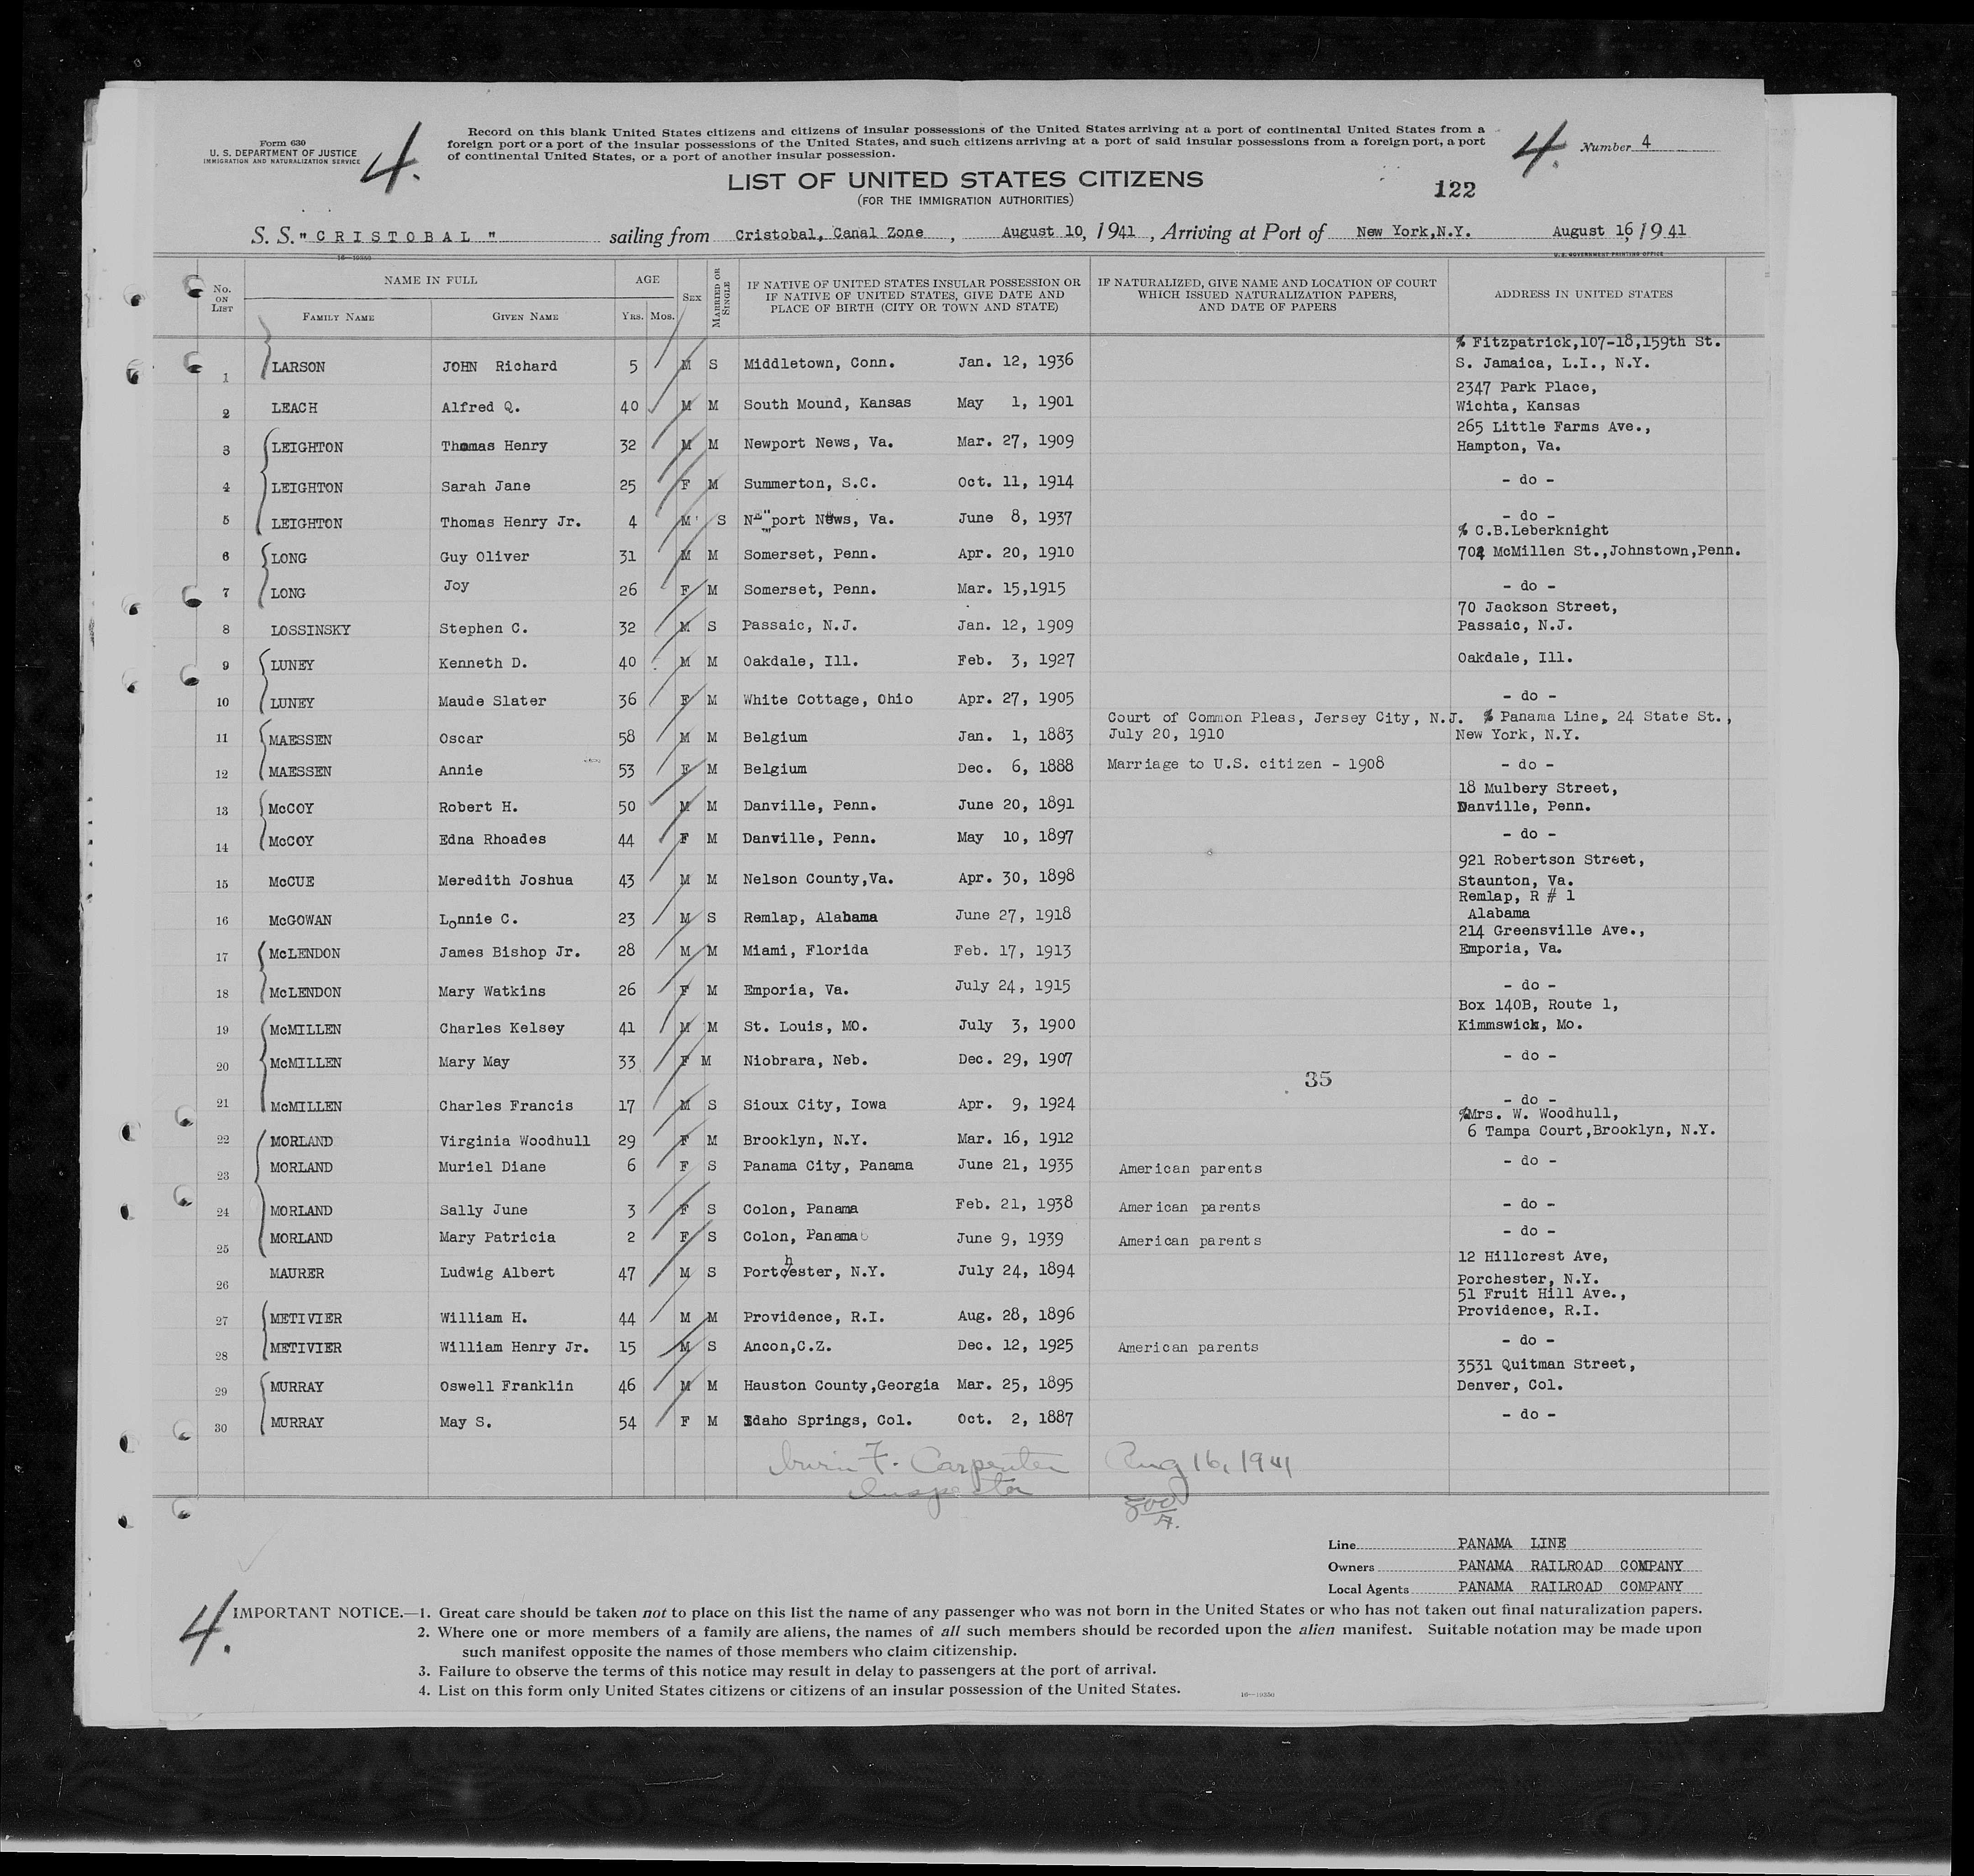 Form 630
U. S. DEPARTMENT OF JUSTICE
IMMIGRATION AND NATURALIZATION SERVICE
4.
Record on this blank United States citizens and citizens of insular possessions of the United States arriving at a port of continental United States from a
foreign port or a port of the insular possessions of the United States, and such citizens arriving at a port of said insular possessions from a foreign port, a port
of continental United States, or a port of another insular possession.
4.
Number 4
LIST OF UNITED STATES CITIZENS
(FOR THE IMMIGRATION AUTHORITIES)
122
S. S. "CRISTOBAL" sailing from Cristobal, Canal Zone, August 10, 1941, Arriving at Port of New York,N.Y. August 16, 1941
U. S. GOVERNMENT PRINTING OFFICE
No. ON LIST NAME IN FULL AGE SEX MARRIED OR SINGLE IF NATIVE OF UNITED STATES INSULAR POSSESSION OR IF NATIVE OF UNITED STATES, GIVE DATE AND PLACE OF BIRTH (CITY OR TOWN AND STATE) IF NATURALIZED, GIVE NAME AND LOCATION OF COURT WHICH ISSUED NATURALIZATION PAPERS, AND DATE OF PAPERS ADDRESS IN UNITED STATES
FAMILY NAME GIVEN NAME YRS. MOS.
% Fitzpatrick,107-18,159th St.
1 LARSON JOHN Richard 5 M S Middletown, Conn. Jan. 12, 1936 S. Jamaica, L.I., N.Y.
2347 Park Place,
2 LEACH Alfred Q. 40 M M South Mound, Kansas May 1, 1901 Wichta, Kansas
265 Little Farms Ave.,
3 LEIGHTON Thomas Henry 32 M M Newport News, Va. Mar. 27, 1909 Hampton, Va.
4 LEIGHTON Sarah Jane 25 F M Summerton, S.C. Oct. 11, 1914 - do -
5 LEIGHTON Thomas Henry Jr. 4 M S Newport News, Va. June 8, 1937 - do -
% C.B.Leberknight
6 LONG Guy Oliver 31 M M Somerset, Penn. Apr. 20, 1910 704 McMillen St.,Johnstown,Penn.
7 LONG Joy 26 F M Somerset, Penn. Mar. 15,1915 - do -
70 Jackson Street,
8 LOSSINSKY Stephen C. 32 M S Passaic, N.J. Jan. 12, 1909 Passaic, N.J.
9 LUNEY Kenneth D. 40 M M Oakdale, Ill. Feb. 3, 1927 Oakdale, Ill.
10 LUNEY Maude Slater 36 F M White Cottage, Ohio Apr. 27, 1905 - do -
Court of Common Pleas, Jersey City, N.J. % Panama Line, 24 State St.,
11 MAESSEN Oscar 58 M M Belgium Jan. 1, 1883 July 20, 1910 New York, N.Y.
12 MAESSEN Annie 53 F M Belgium Dec. 6, 1888 Marriage to U.S. citizen - 1908 - do -
18 Mulbery Street,
13 McCOY Robert H. 50 M M Danville, Penn. June 20, 1891 Danville, Penn.
14 McCOY Edna Rhoades 44 F M Danville, Penn. May 10, 1897 - do -
921 Robertson Street,
15 McCUE Meredith Joshua 43 M M Nelson County,Va. Apr. 30, 1898 Staunton, Va.
Remlap, R # 1
16 McGOWAN Lonnie C. 23 M S Remlap, Alabama June 27, 1918 Alabama
214 Greensville Ave.,
17 McLENDON James Bishop Jr. 28 M M Miami, Florida Feb. 17, 1913 Emporia, Va.
18 McLENDON Mary Watkins 26 F M Emporia, Va. July 24, 1915 - do -
Box 140B, Route 1,
19 McMILLEN Charles Kelsey 41 M M St. Louis, MO. July 3, 1900 Kimmswick, Mo.
20 McMILLEN Mary May 33 F M Niobrara, Neb. Dec. 29, 1907 - do -
35
21 McMILLEN Charles Francis 17 M S Sioux City, Iowa Apr. 9, 1924 - do -
%Mrs. W. Woodhull,
22 MORLAND Virginia Woodhull 29 F M Brooklyn, N.Y. Mar. 16, 1912 6 Tampa Court,Brooklyn, N.Y.
23 MORLAND Muriel Diane 6 F S Panama City, Panama June 21, 1935 American parents - do -
24 MORLAND Sally June 3 F S Colon, Panama Feb. 21, 1938 American parents - do -
25 MORLAND Mary Patricia 2 F S Colon, Panama June 9, 1939 American parents - do -
12 Hillcrest Ave,
26 MAURER Ludwig Albert 47 M S Portchester, N.Y. July 24, 1894 Porchester, N.Y.
51 Fruit Hill Ave.,
27 METIVIER William H. 44 M M Providence, R.I. Aug. 28, 1896 Providence, R.I.
28 METIVIER William Henry Jr. 15 M S Ancon,C.Z. Dec. 12, 1925 American parents - do -
3531 Quitman Street,
29 MURRAY Oswell Franklin 46 M M Hauston County,Georgia Mar. 25, 1895 Denver, Col.
30 MURRAY May S. 54 F M Idaho Springs, Col. Oct. 2, 1887 - do -
F. Carpenter Aug 16, 1941
Inspector
Line PANAMA LINE
Owners PANAMA RAILROAD COMPANY
Local Agents PANAMA RAILROAD COMPANY
4.
IMPORTANT NOTICE.—1. Great care should be taken not to place on this list the name of any passenger who was not born in the United States or who has not taken out final naturalization papers.
2. Where one or more members of a family are aliens, the names of all such members should be recorded upon the alien manifest. Suitable notation may be made upon
such manifest opposite the names of those members who claim citizenship.
3. Failure to observe the terms of this notice may result in delay to passengers at the port of arrival.
4. List on this form only United States citizens or citizens of an insular possession of the United States.